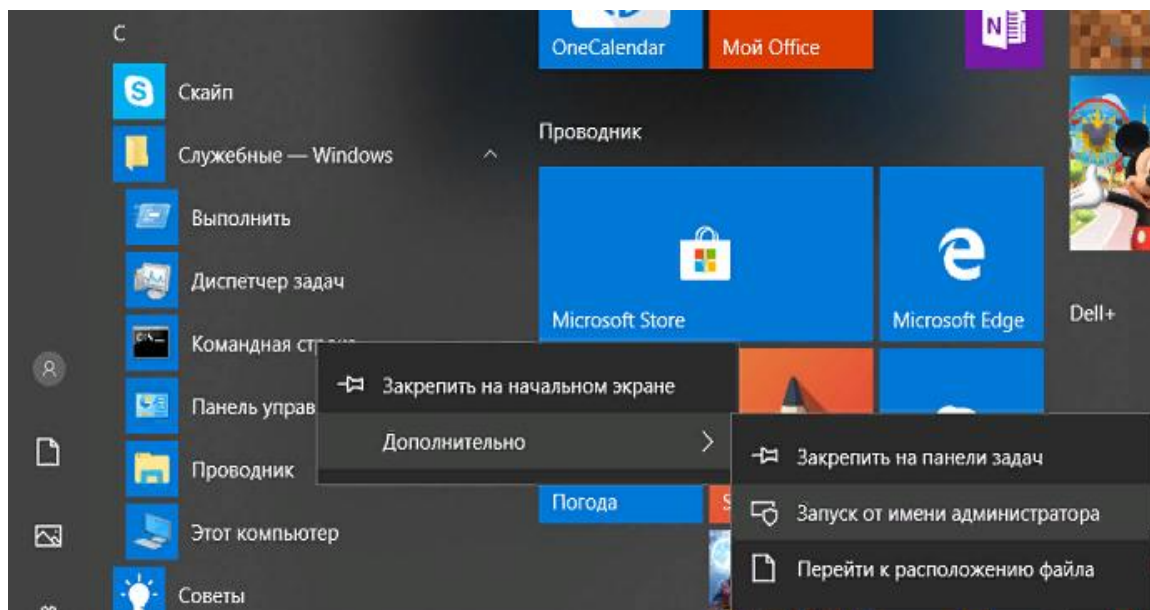 С
Скайп
Служебные — Windows
Выполнить
Диспетчер задач
Командная
Панель
Проводник
Этот компьютер
Советы
OneCalendar
Мой Office
N
Проводник
Microsoft Store
Microsoft Edge
Погода
S
Dell+
Закрепить на начальном экране
Дополнительно
Закрепить на панели задач
Запуск от имени администратора
Перейти к расположению файла